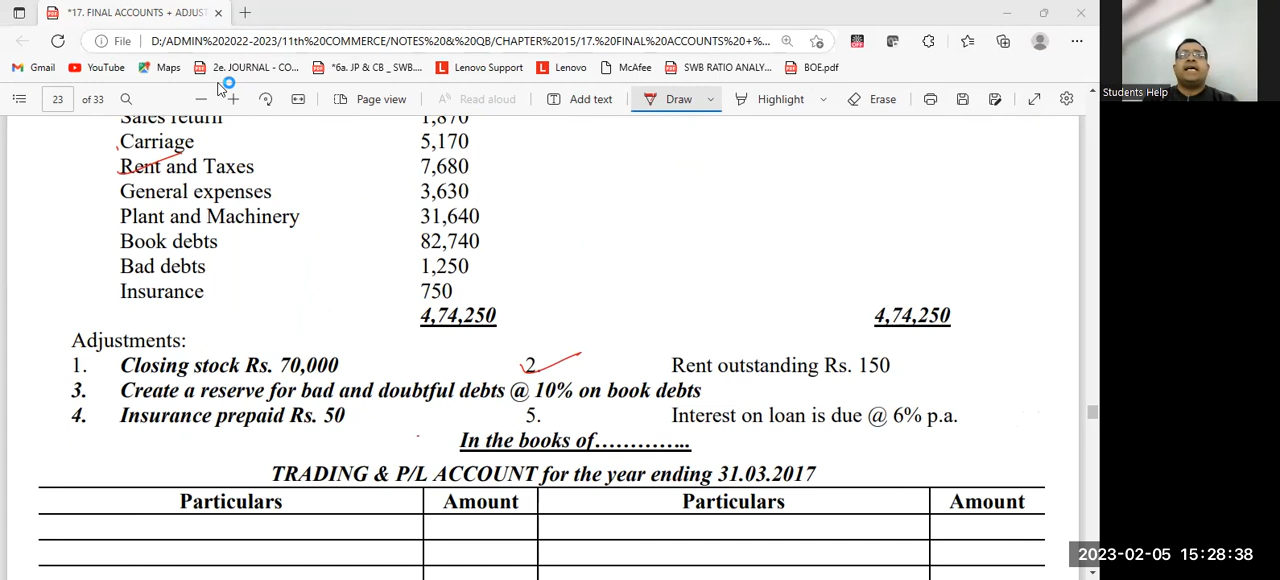 *17. FINAL ACCOUNTS + ADJUST
File D:/ADMIN%202022-2023/11th%20COMMERCE/NOTES%20&%20QB/CHAPTER%2015/17.%20FINAL%20ACCOUNTS%20+%...
Gmail YouTube Maps 2e. JOURNAL - CO... *6a. JP & CB _ SWB.... Lenovo Support Lenovo McAfee SWB RATIO ANALY... BOE.pdf
23 of 33 Page view Read aloud Add text Draw Highlight Erase
Students Help
Sales return 1,870
Carriage 5,170
Rent and Taxes 7,680
General expenses 3,630
Plant and Machinery 31,640
Book debts 82,740
Bad debts 1,250
Insurance 750
4,74,250 4,74,250
Adjustments:
1. Closing stock Rs. 70,000 2. Rent outstanding Rs. 150
3. Create a reserve for bad and doubtful debts @ 10% on book debts
4. Insurance prepaid Rs. 50 5. Interest on loan is due @ 6% p.a.
In the books of…………..
TRADING & P/L ACCOUNT for the year ending 31.03.2017
Particulars Amount Particulars Amount
2023-02-05 15:28:38